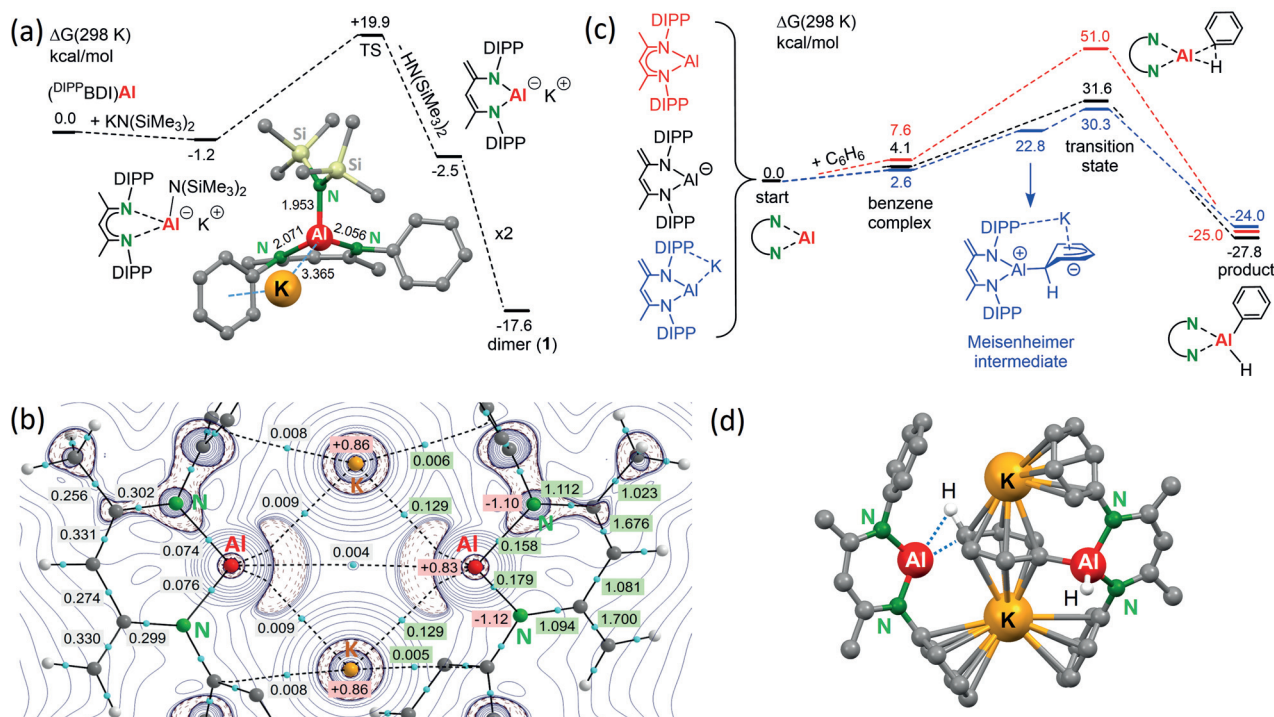 (a)
ΔG(298 K)
kcal/mol
(DIPPBDI)Al
0.0
+ KN(SiMe3)2
-1.2
+19.9
TS
-HN(SiMe3)2
DIPP
N
Al ⊖ K ⊕
N
DIPP
-2.5
x2
-17.6
dimer (1)
DIPP
N(SiMe3)2
N
Al ⊖ K ⊕
N
DIPP
Si
Si
N
1.953
N
2.071
Al
2.056
N
3.365
K
(c)
ΔG(298 K)
kcal/mol
DIPP
N
Al
N
DIPP
DIPP
N
Al ⊖
N
DIPP
DIPP
N
Al
K
N
DIPP
0.0
start
N
Al
N
+ C6H6
7.6
4.1
2.6
benzene
complex
22.8
51.0
31.6
30.3
transition
state
N
Al
H
N
DIPP
K
N
⊕
Al
⊖
N
H
DIPP
Meisenheimer
intermediate
-24.0
-25.0
-27.8
product
N
Al
N
H
(b)
0.008
+0.86
0.006
K
0.256
0.302
N
0.009
0.129
-1.10
1.112
N
1.023
0.331
1.676
0.074
Al
0.004
Al
0.158
+0.83
0.076
0.179
1.081
0.274
N
0.009
0.129
-1.12
N
1.094
1.700
0.330
0.299
K
0.005
0.008
+0.86
(d)
K
H
N
N
Al
Al
H
N
K
N